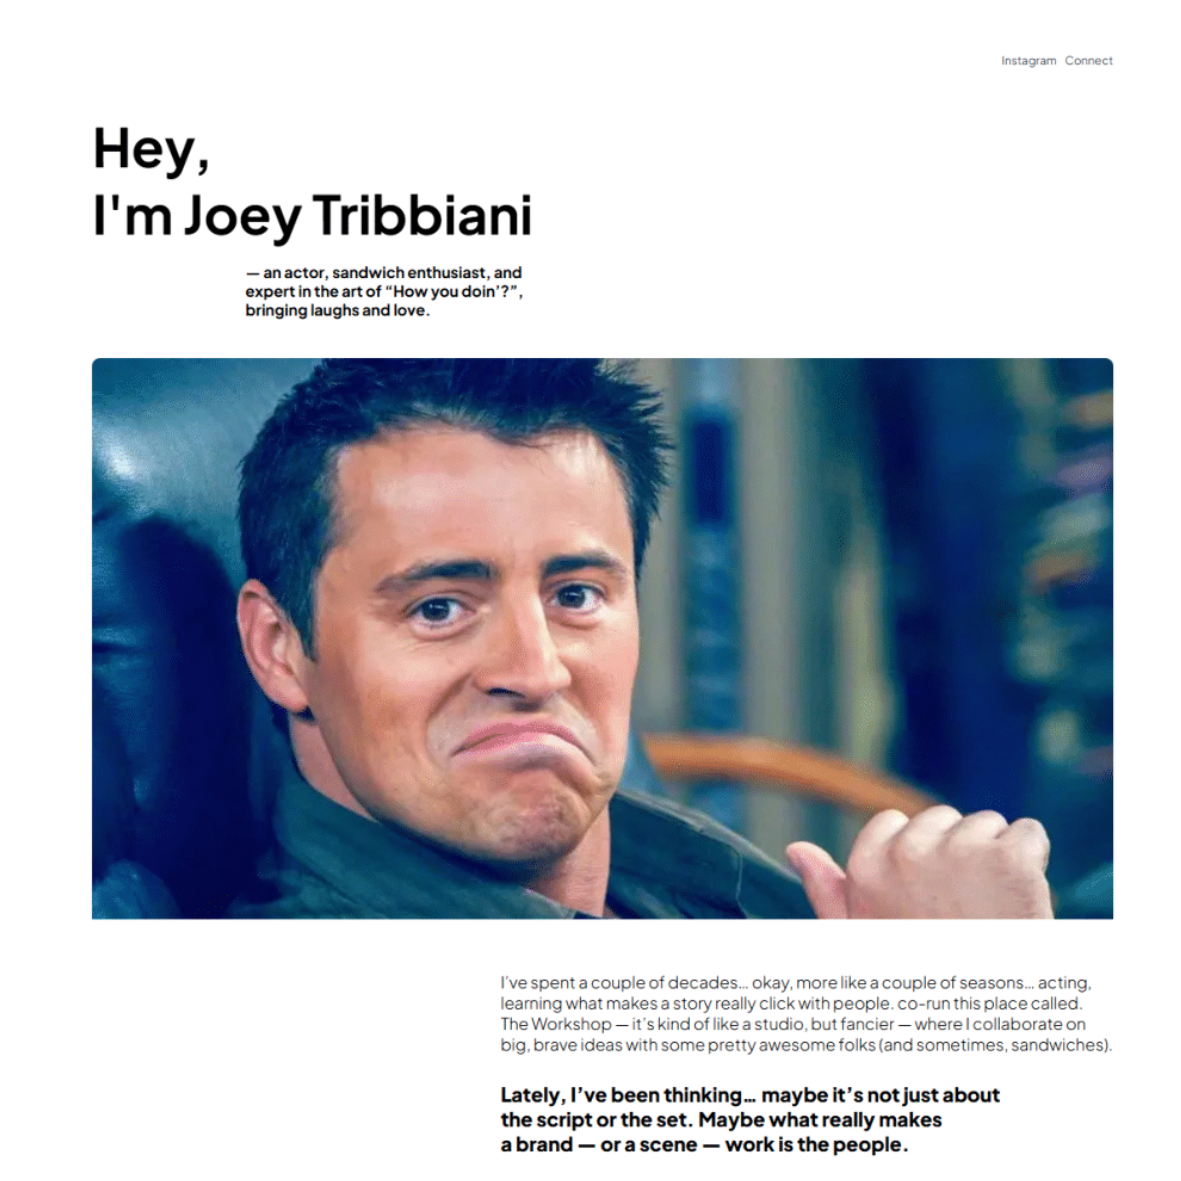 Instagram Connect
Hey,
I'm Joey Tribbiani
— an actor, sandwich enthusiast, and
expert in the art of “How you doin’?”,
bringing laughs and love.
I’ve spent a couple of decades... okay, more like a couple of seasons... acting,
learning what makes a story really click with people. co-run this place called.
The Workshop — it’s kind of like a studio, but fancier — where I collaborate on
big, brave ideas with some pretty awesome folks (and sometimes, sandwiches).
Lately, I’ve been thinking... maybe it’s not just about
the script or the set. Maybe what really makes
a brand — or a scene — work is the people.